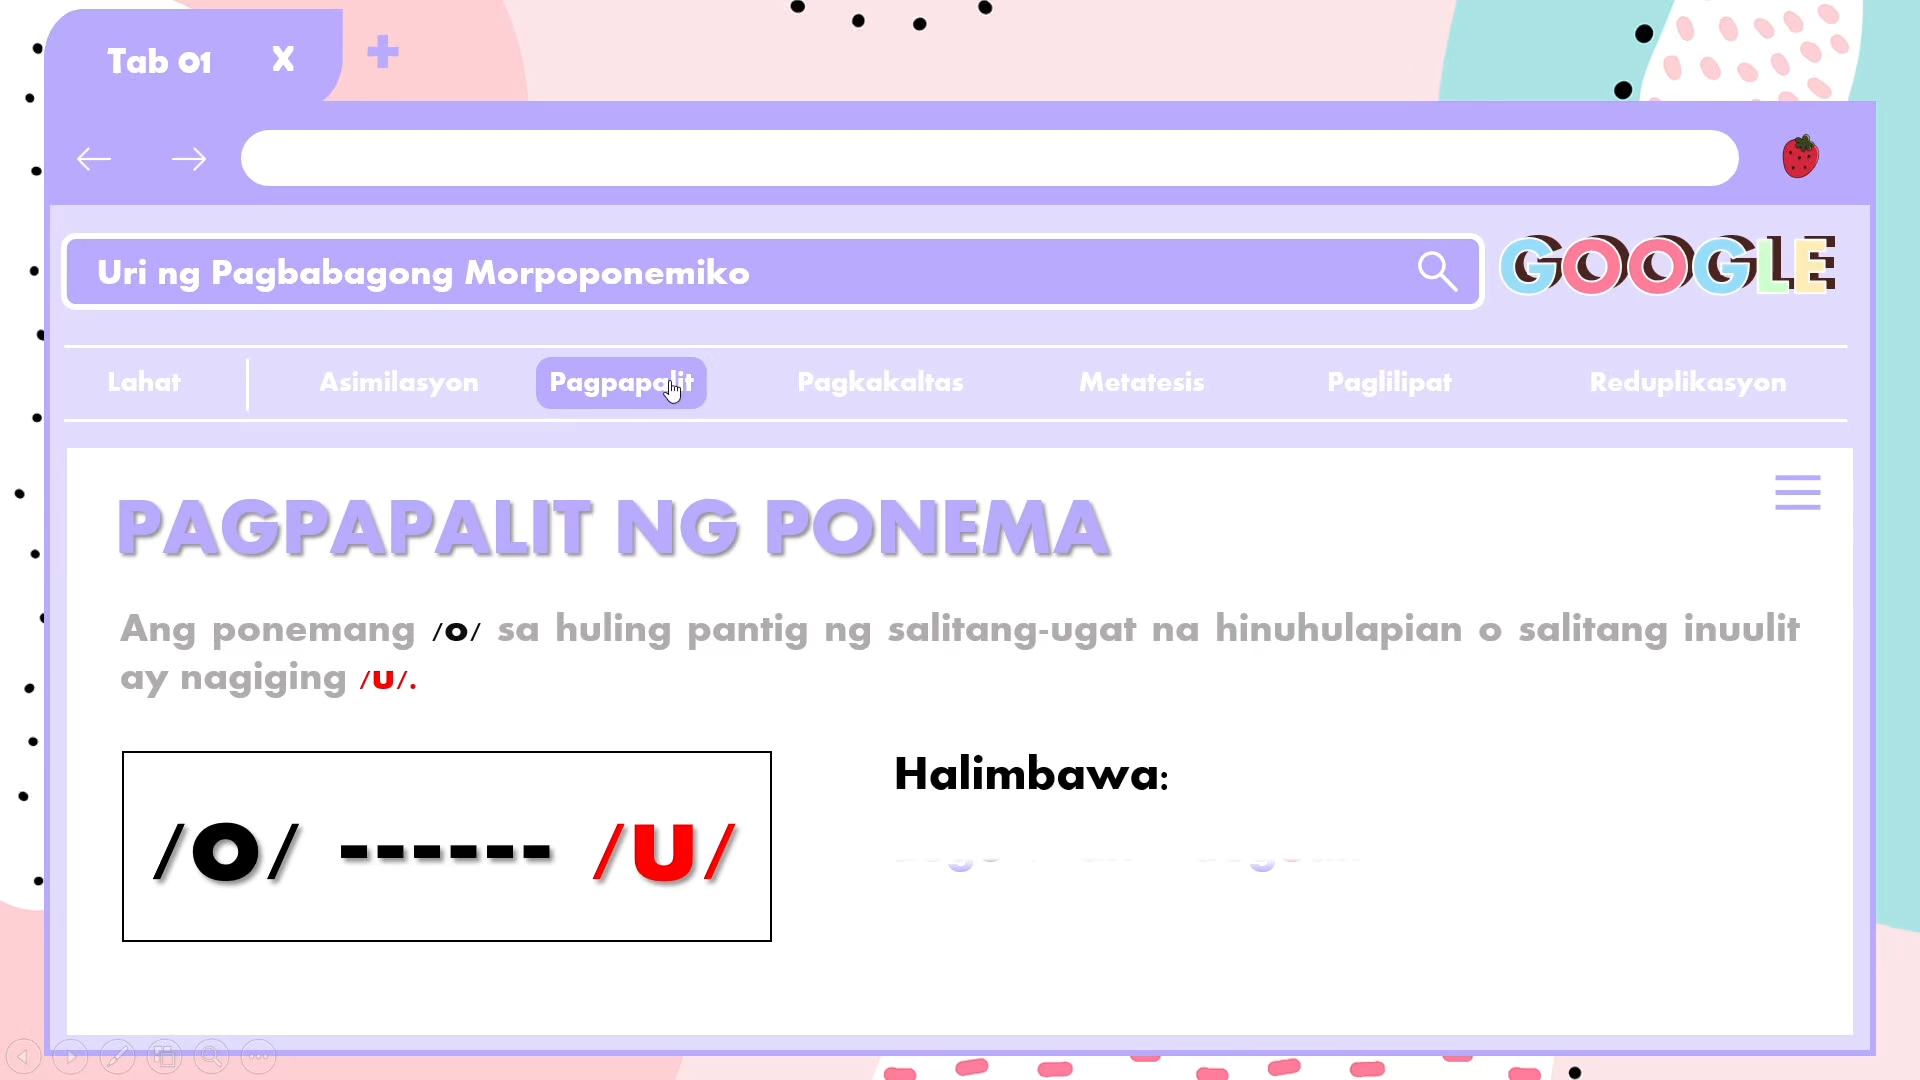 Tab 01 X
Uri ng Pagbabagong Morpoponemiko
GOOGLE
Lahat Asimilasyon Pagpapalit Pagkakaltas Metatesis Paglilipat Reduplikasyon
PAGPAPALIT NG PONEMA
Ang ponemang /o/ sa huling pantig ng salitang-ugat na hinuhulapian o salitang inuulit
ay nagiging /u/.
/o/ ------ /u/
Halimbawa: